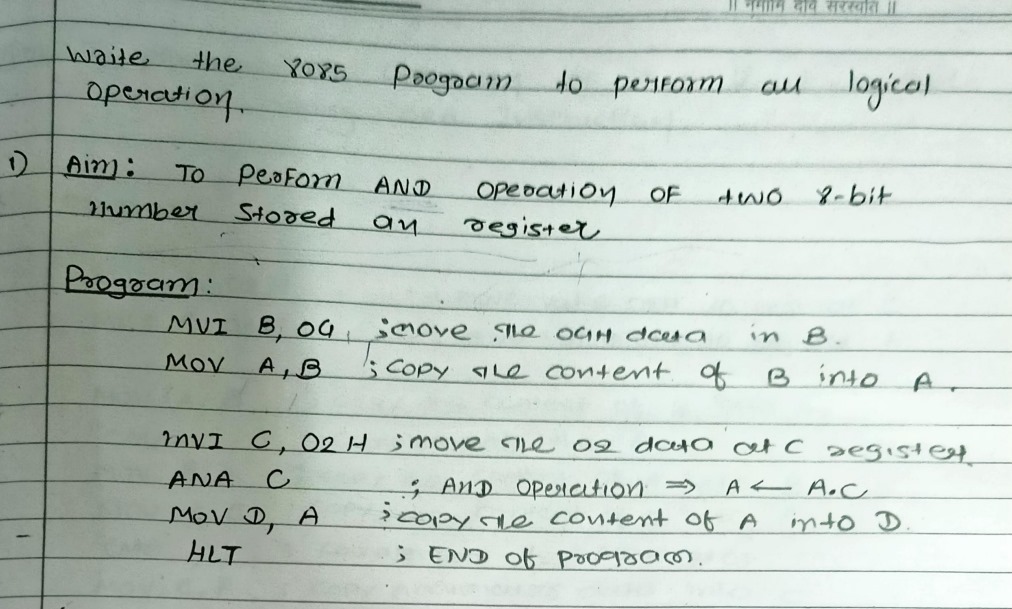 || नमामि देवि सरस्वति ||
Write the 8085 Program to perform all logical
operation.
1) Aim: To Perform AND operation of two 8-bit
number Stored an register
Program:
MVI B, 04 ; move the 04H data in B.
MOV A, B ; copy the content of B into A.
MVI C, 02H ; move the 02 data at C register.
ANA C ; AND operation ⇒ A ← A.C
MOV D, A ; copy the content of A into D.
HLT ; END of program.